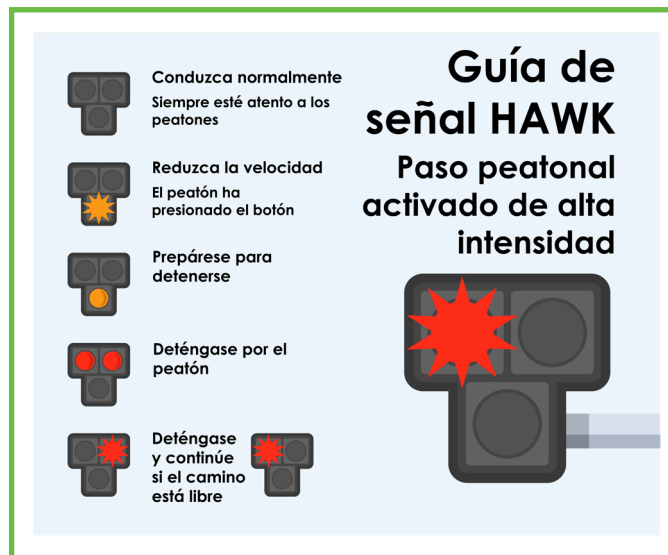 Guía de
señal HAWK
Paso peatonal
activado de alta
intensidad
Conduzca normalmente
Siempre esté atento a los
peatones
Reduzca la velocidad
El peatón ha
presionado el botón
Prepárese para
detenerse
Deténgase por el
peatón
Deténgase
y continúe
si el camino
está libre